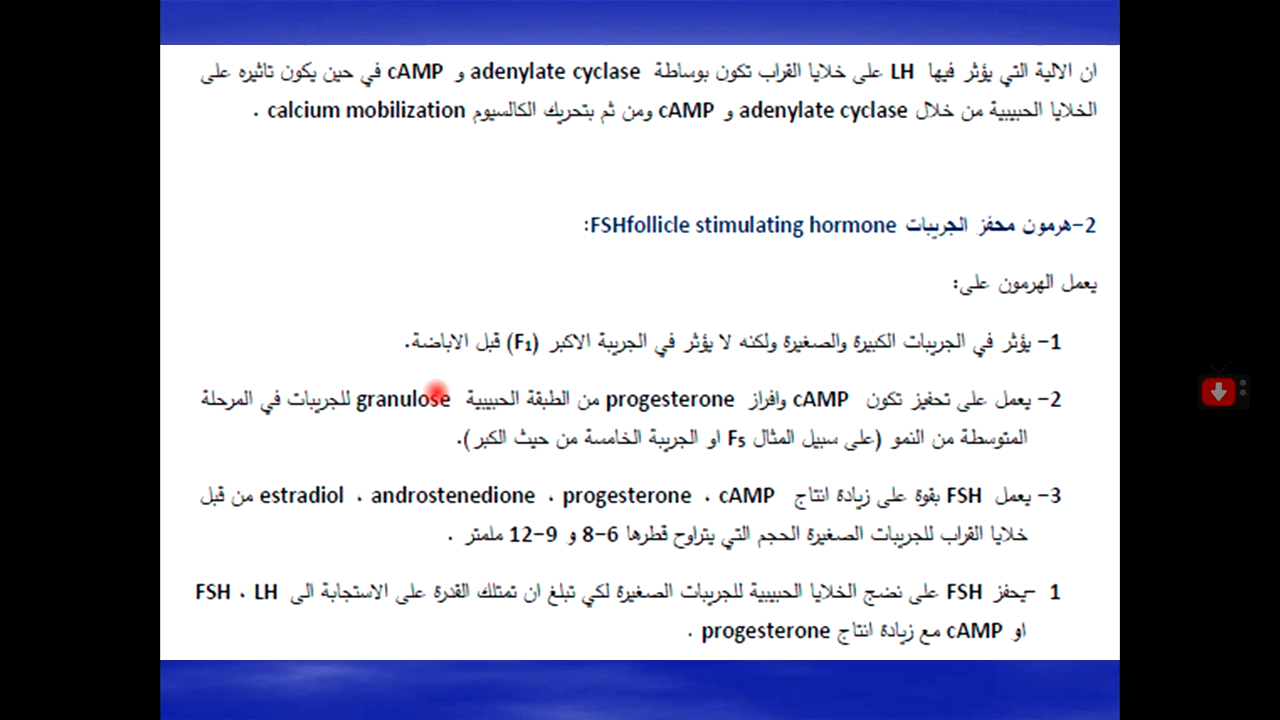 ان الالية التي يؤثر فيها LH على خلايا القراب تكون بوساطة adenylate cyclase و cAMP في حين يكون تاثيره على
الخلايا الحبيبية من خلال adenylate cyclase و cAMP ومن ثم بتحريك الكالسيوم calcium mobilization .
2-هرمون محفز الجريبات FSHfollicle stimulating hormone:
يعمل الهرمون على:
1- يؤثر في الجريبات الكبيرة والصغيرة ولكنه لا يؤثر في الجريبة الاكبر (F1) قبل الاباضة.
2- يعمل على تحفيز تكون cAMP وافراز progesterone من الطبقة الحبيبية granulose للجريبات في المرحلة
المتوسطة من النمو (على سبيل المثال F5 او الجريبة الخامسة من حيث الكبر).
3- يعمل FSH بقوة على زيادة انتاج cAMP ، progesterone ، androstenedione ، estradiol من قبل
خلايا القراب للجريبات الصغيرة الحجم التي يتراوح قطرها 6-8 و 9-12 ملمتر .
1 -يحفز FSH على نضج الخلايا الحبيبية للجريبات الصغيرة لكي تبلغ ان تمتلك القدرة على الاستجابة الى FSH ، LH
او cAMP مع زيادة انتاج progesterone .